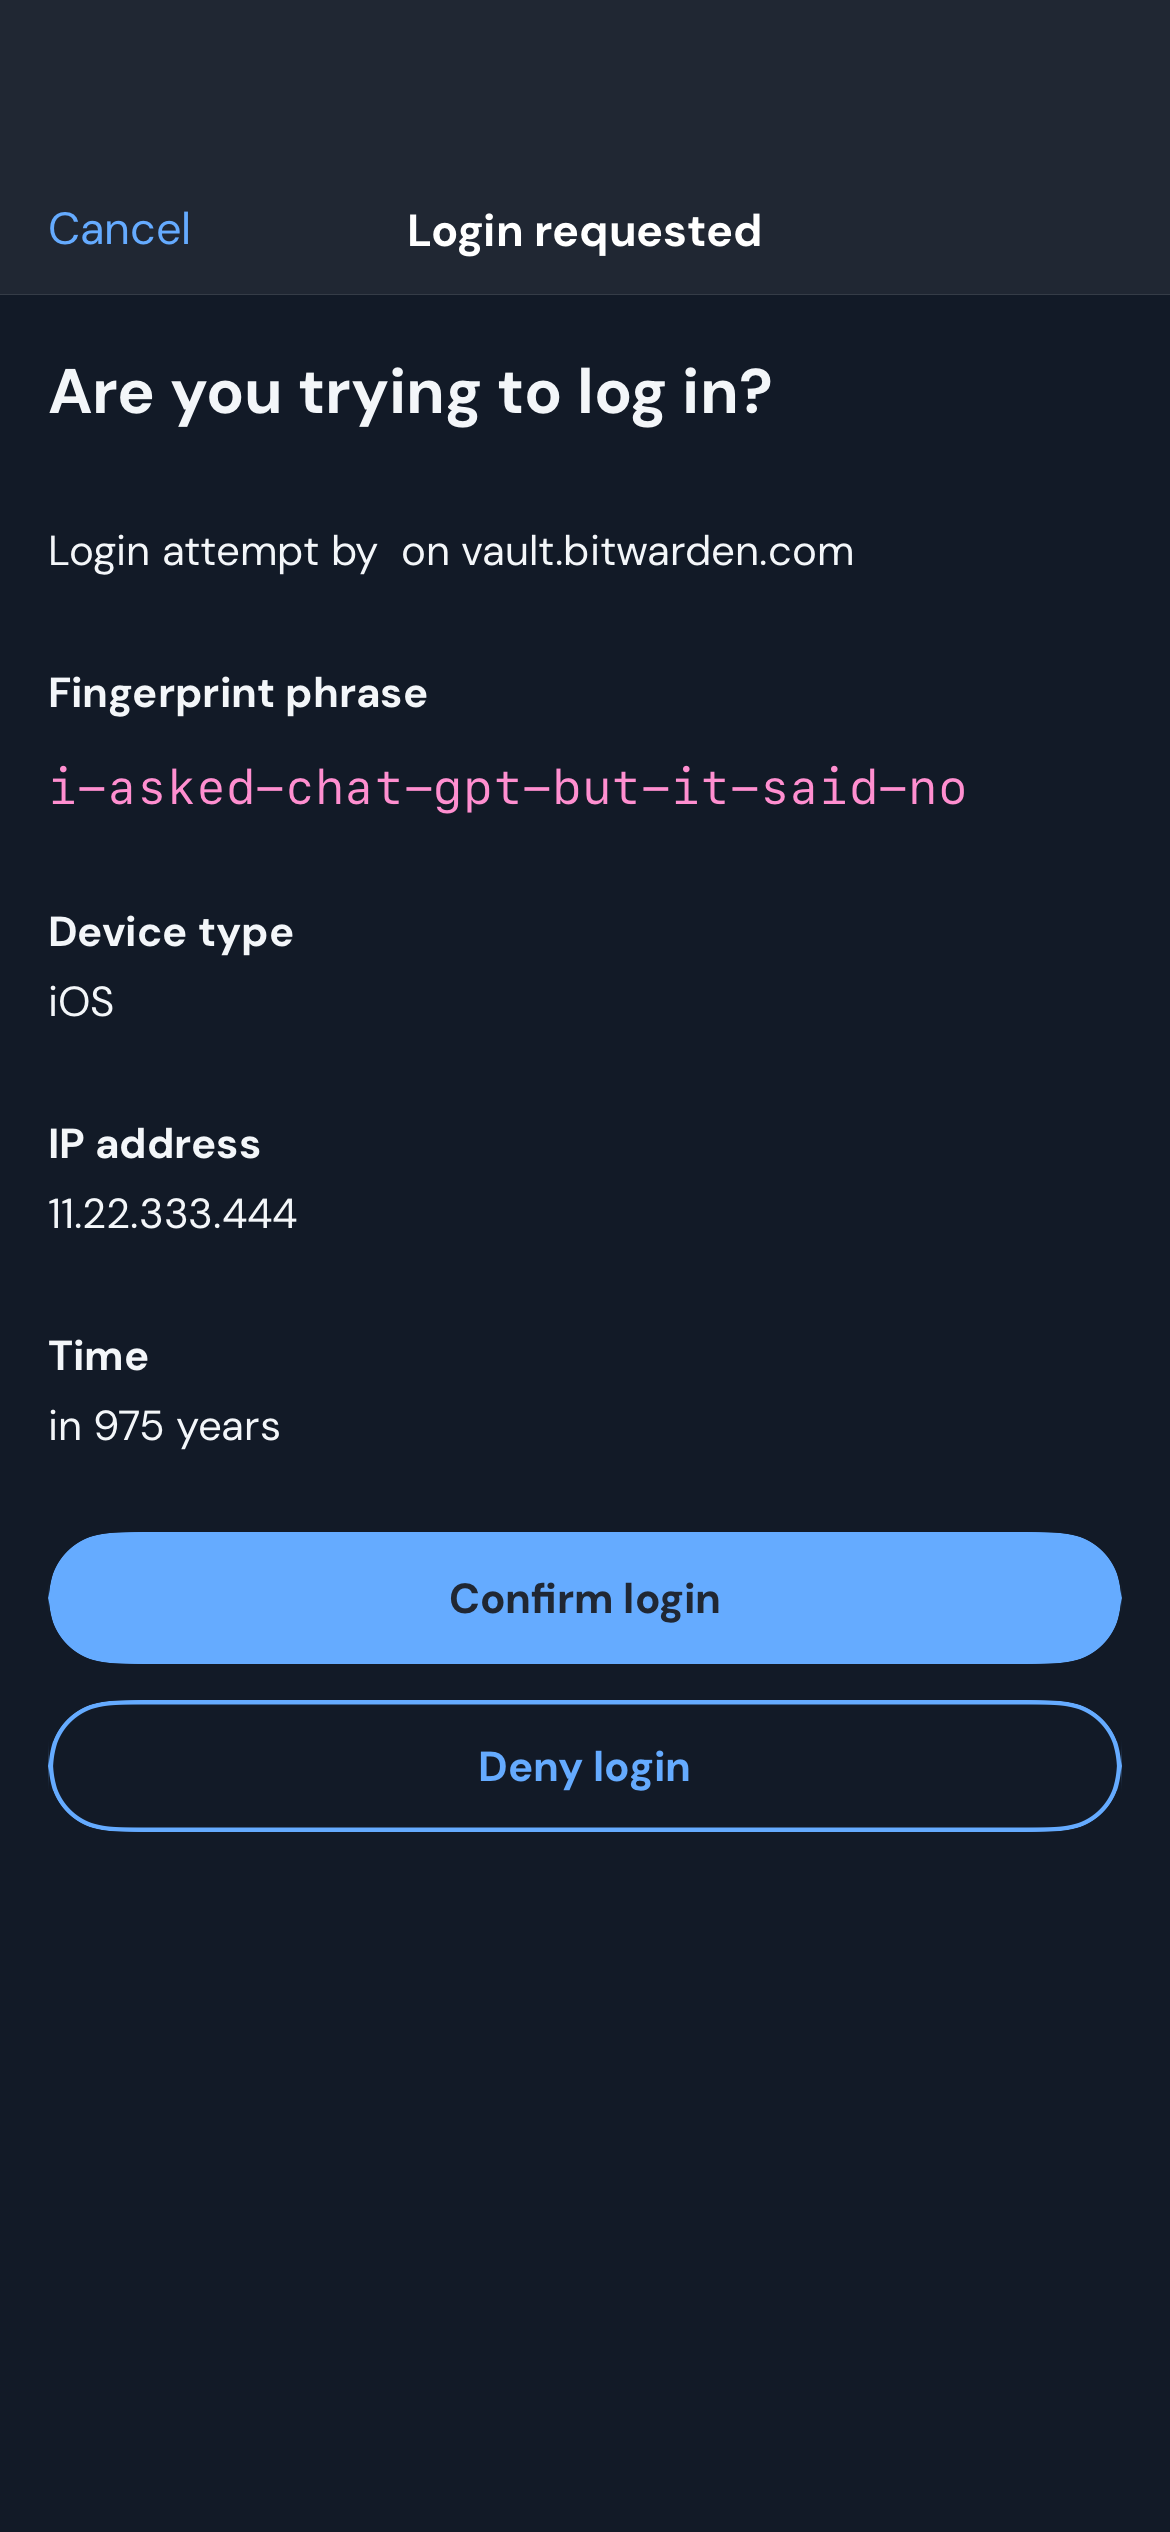 Cancel
Login requested
Are you trying to log in?
Login attempt by  on vault.bitwarden.com
Fingerprint phrase
i-asked-chat-gpt-but-it-said-no
Device type
iOS
IP address
11.22.333.444
Time
in 975 years
Confirm login
Deny login